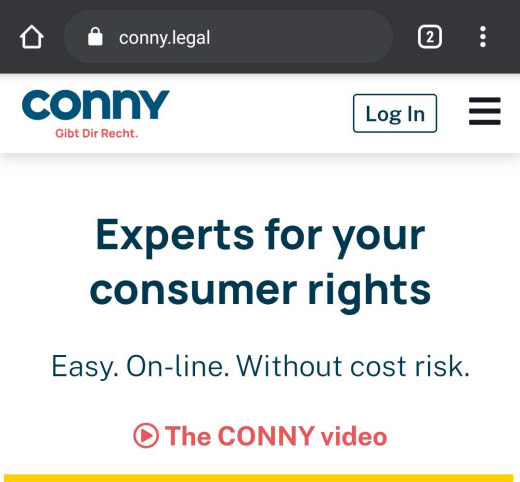 conny.legal
2
conny
Gibt Dir Recht.
Log In
Experts for your
consumer rights
Easy. On-line. Without cost risk.
The CONNY video